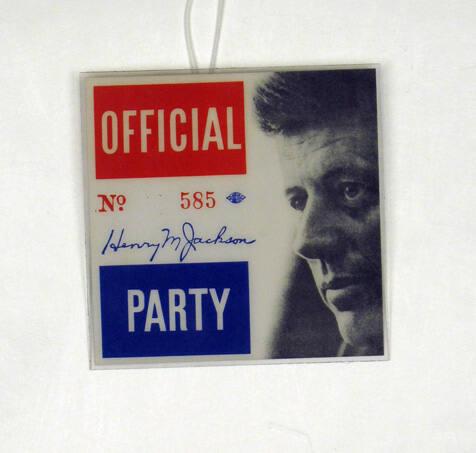 OFFICIAL
Nº 585
Henry M Jackson
PARTY